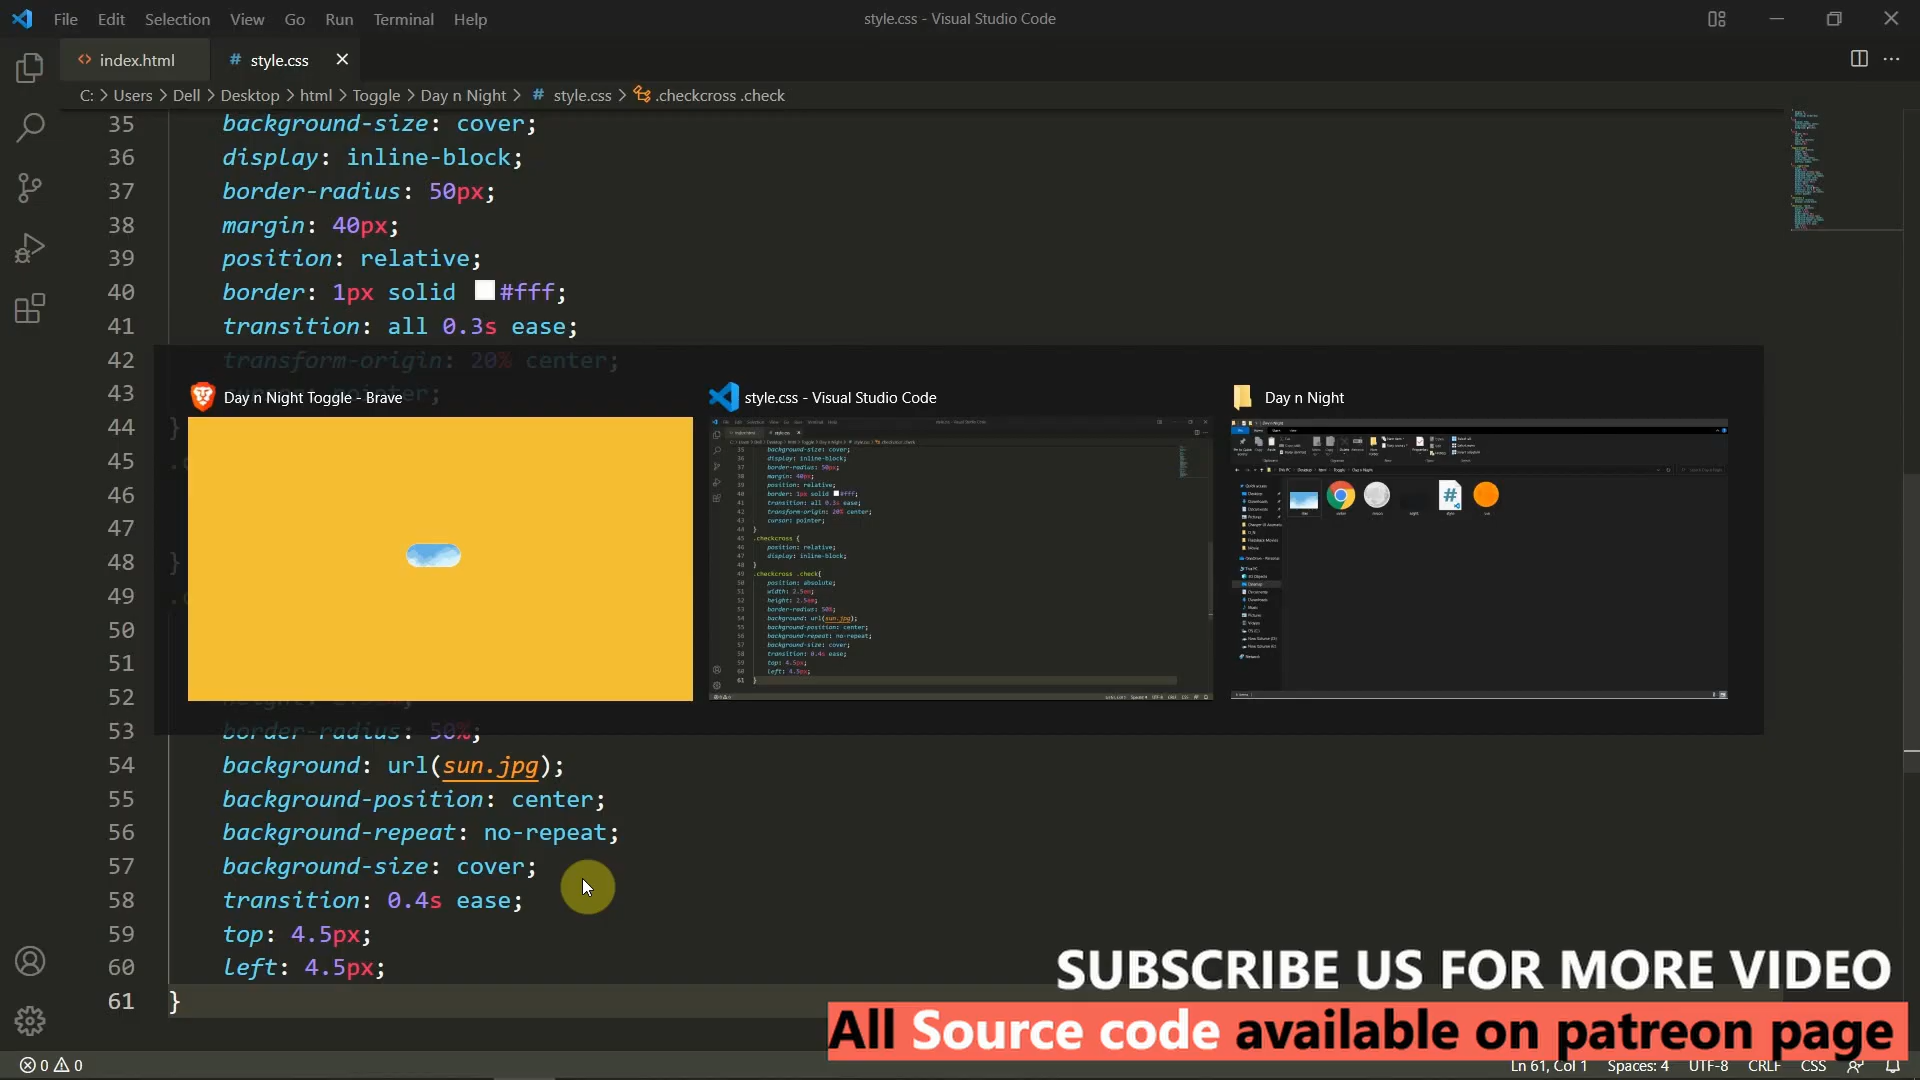 File Edit Selection View Go Run Terminal Help
style.css - Visual Studio Code
index.html
# style.css
C: > Users > Dell > Desktop > html > Toggle > Day n Night > # style.css > .checkcross .check
35 background-size: cover;
36 display: inline-block;
37 border-radius: 50px;
38 margin: 40px;
39 position: relative;
40 border: 1px solid #fff;
41 transition: all 0.3s ease;
42 transform-origin: 20% center;
43
Day n Night Toggle - Brave
style.css - Visual Studio Code
Day n Night
44 }
45
46
47
48 }
49
50
51
52
53 border-radius: 50%;
54 background: url(sun.jpg);
55 background-position: center;
56 background-repeat: no-repeat;
57 background-size: cover;
58 transition: 0.4s ease;
59 top: 4.5px;
60 left: 4.5px;
61 }
SUBSCRIBE US FOR MORE VIDEO
All Source code available on patreon page
0 0
Ln 61, Col 1 Spaces: 4 UTF-8 CRLF CSS